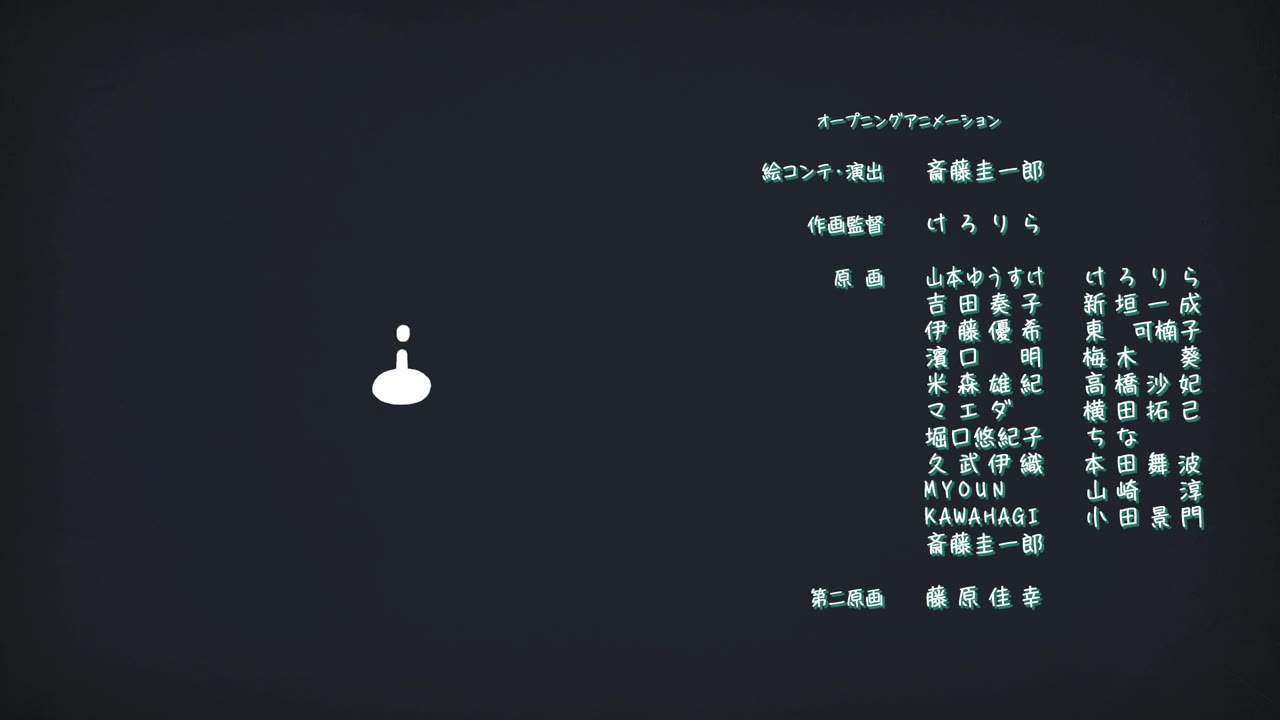 オープニングアニメーション
絵コンテ・演出 斎藤圭一郎
作画監督 けろりら
原画 山本ゆうすけ けろりら
吉田奏子 新垣一成
伊藤優希 東 可楠子
濱口 明 梅木 葵
米森雄紀 高橋沙妃
マエダ 横田拓己
堀口悠紀子 ちな
久武伊織 本田舞波
MYOUN 山崎 淳
KAWAHAGI 小田景門
斎藤圭一郎
第二原画 藤原佳幸